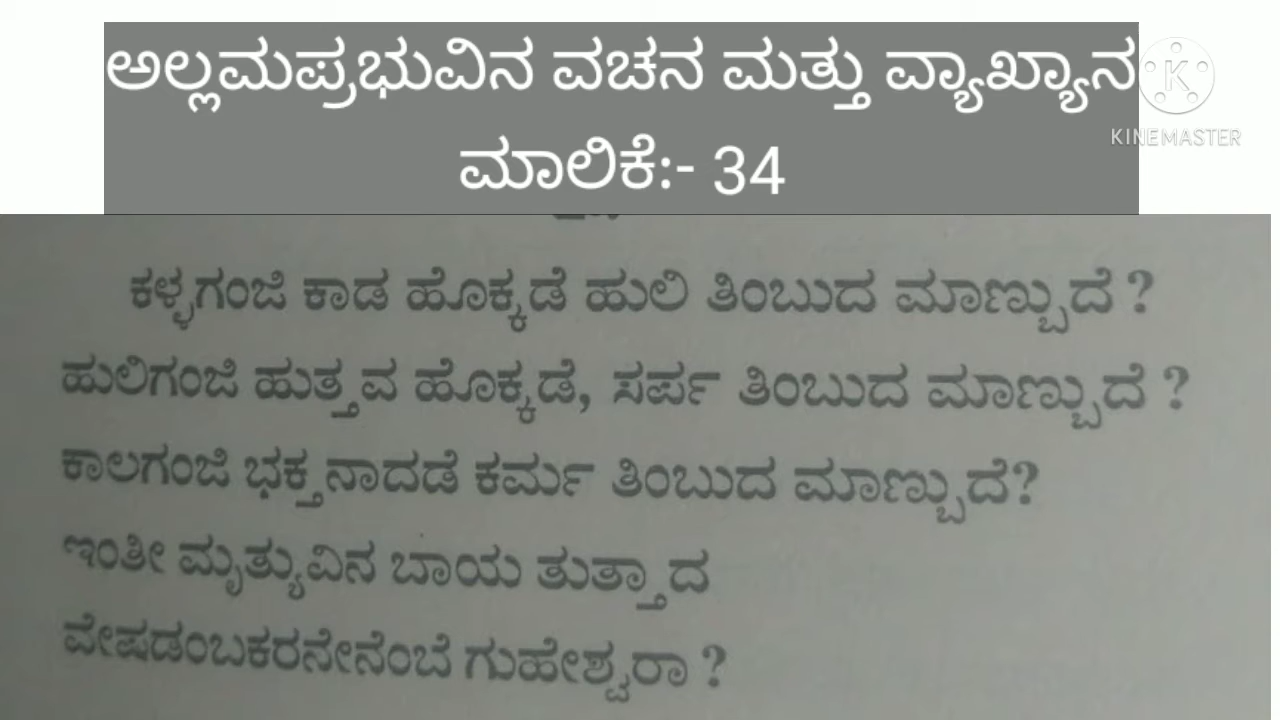 ಅಲ್ಲಮಪ್ರಭುವಿನ ವಚನ ಮತ್ತು ವ್ಯಾಖ್ಯಾನ
ಮಾಲಿಕೆ:- 34
KINEMASTER
ಕಳ್ಳಗಂಜಿ ಕಾಡ ಹೊಕ್ಕಡೆ ಹುಲಿ ತಿಂಬುದ ಮಾಣ್ಬುದೆ ?
ಹುಲಿಗಂಜಿ ಹುತ್ತವ ಹೊಕ್ಕಡೆ, ಸರ್ಪ ತಿಂಬುದ ಮಾಣ್ಬುದೆ ?
ಕಾಲಗಂಜಿ ಭಕ್ತನಾದಡೆ ಕರ್ಮ ತಿಂಬುದ ಮಾಣ್ಬುದೆ?
ಇಂತೀ ಮೃತ್ಯುವಿನ ಬಾಯ ತುತ್ತಾದ
ವೇಷಡಂಬಕರನೇನೆಂಬೆ ಗುಹೇಶ್ವರಾ ?